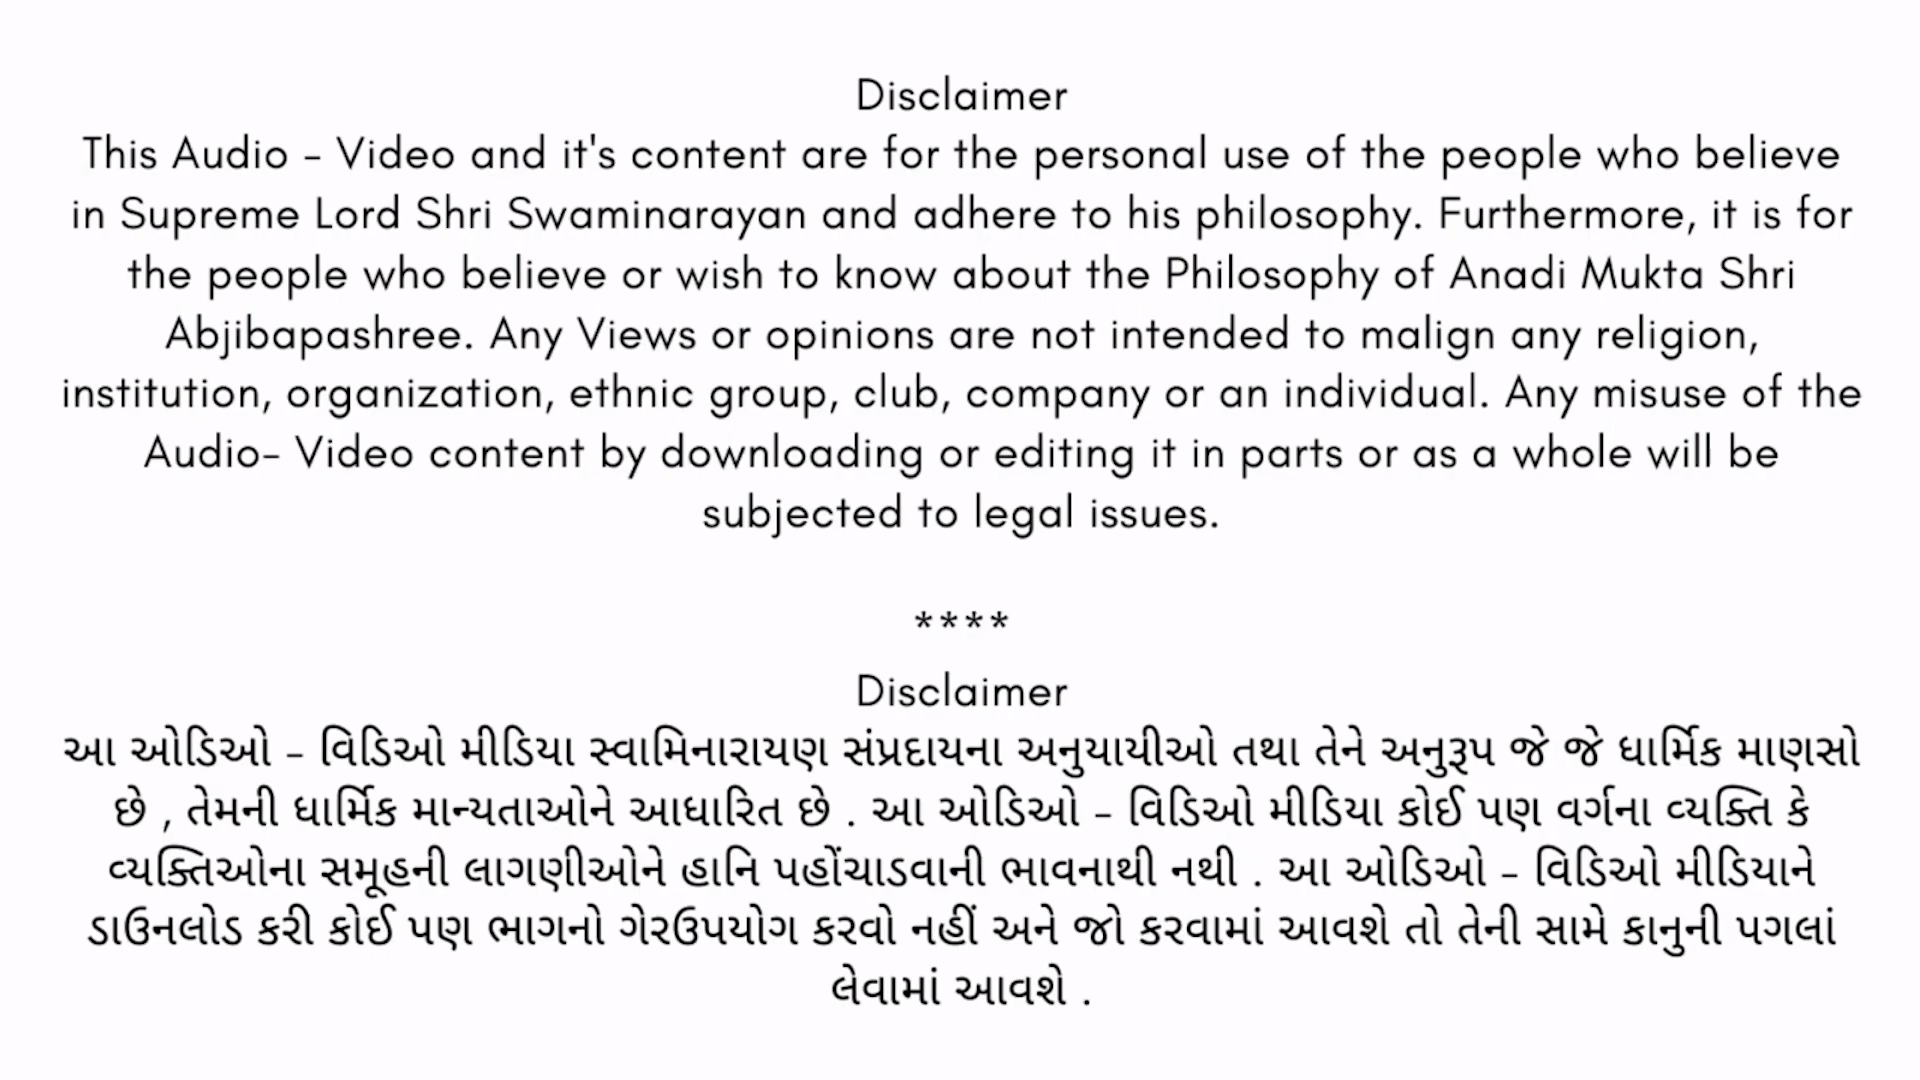 Disclaimer
This Audio - Video and it's content are for the personal use of the people who believe
in Supreme Lord Shri Swaminarayan and adhere to his philosophy. Furthermore, it is for
the people who believe or wish to know about the Philosophy of Anadi Mukta Shri
Abjibapashree. Any Views or opinions are not intended to malign any religion,
institution, organization, ethnic group, club, company or an individual. Any misuse of the
Audio- Video content by downloading or editing it in parts or as a whole will be
subjected to legal issues.
****
Disclaimer
આ ઓડિઓ - વિડિઓ મીડિયા સ્વામિનારાયણ સંપ્રદાયના અનુયાયીઓ તથા તેને અનુરૂપ જે જે ધાર્મિક માણસો
છે , તેમની ધાર્મિક માન્યતાઓને આધારિત છે . આ ઓડિઓ - વિડિઓ મીડિયા કોઈ પણ વર્ગના વ્યક્તિ કે
વ્યક્તિઓના સમૂહની લાગણીઓને હાનિ પહોંચાડવાની ભાવનાથી નથી . આ ઓડિઓ - વિડિઓ મીડિયાને
ડાઉનલોડ કરી કોઈ પણ ભાગનો ગેરઉપયોગ કરવો નહીં અને જો કરવામાં આવશે તો તેની સામે કાનુની પગલાં
લેવામાં આવશે .